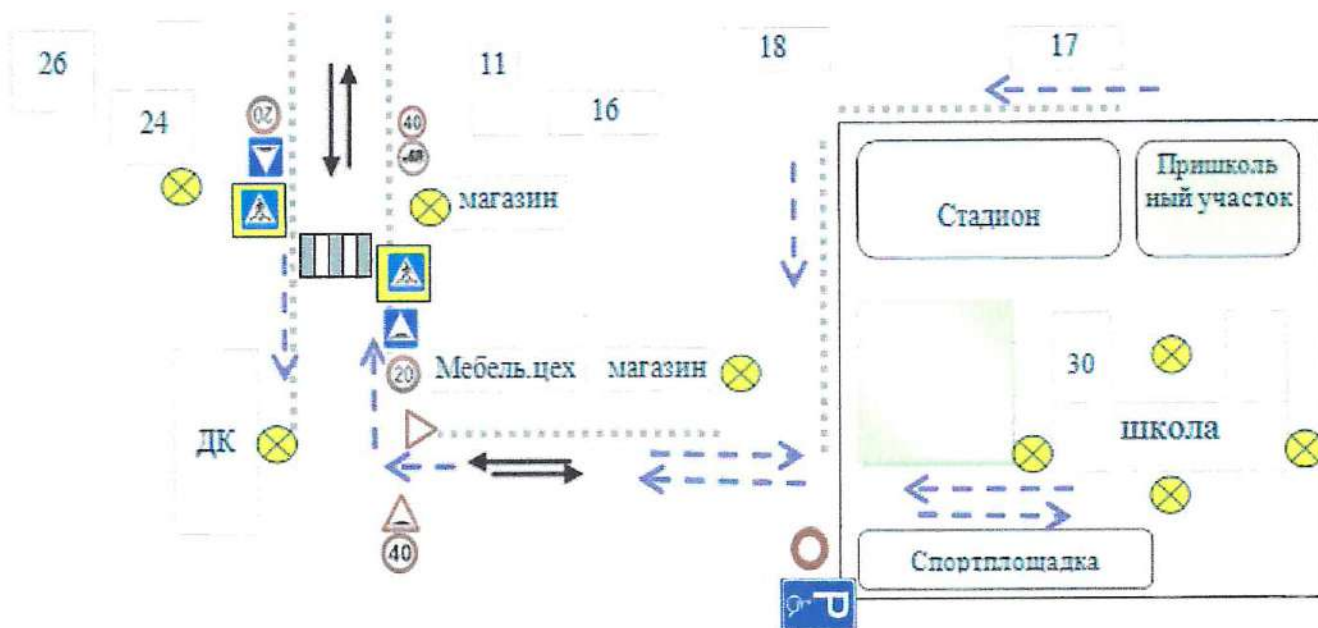 26
11
18
17
24
20
40
16
магазин
Стадион
Пришколь
ный участок
20
Мебель.цех
магазин
30
ДК
школа
40
Спортплощадка
P